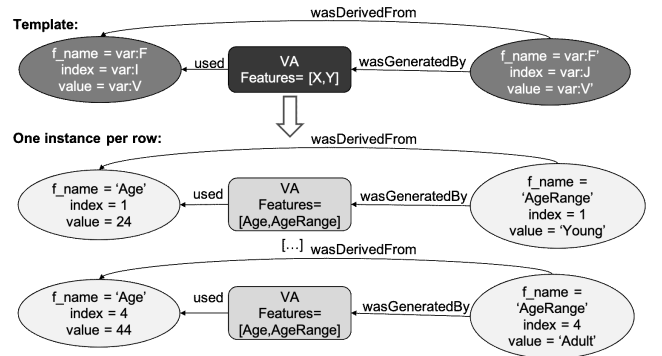 wasDerivedFrom
Template:
f_name = var:F
index = var:I
value = var:V
used
VA
Features= [X,Y]
wasGeneratedBy
f_name = var:F’
index = var:J
value = var:V’
One instance per row:
wasDerivedFrom
f_name = ‘Age’
index = 1
value = 24
used
VA
Features=
[Age,AgeRange]
wasGeneratedBy
f_name =
‘AgeRange’
index = 1
value = ‘Young’
[...]
wasDerivedFrom
f_name = ‘Age’
index = 4
value = 44
used
VA
Features=
[Age,AgeRange]
wasGeneratedBy
f_name =
‘AgeRange’
index = 4
value = ‘Adult’